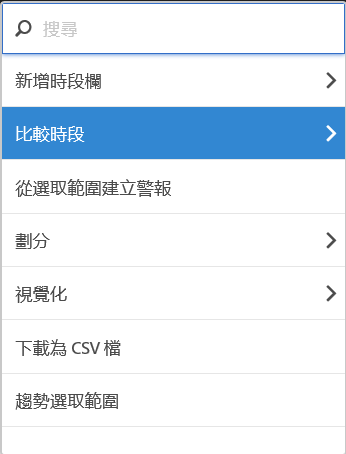 搜尋
新增時段欄
比較時段
從選取範圍建立警報
劃分
視覺化
下載為 CSV 檔
趨勢選取範圍